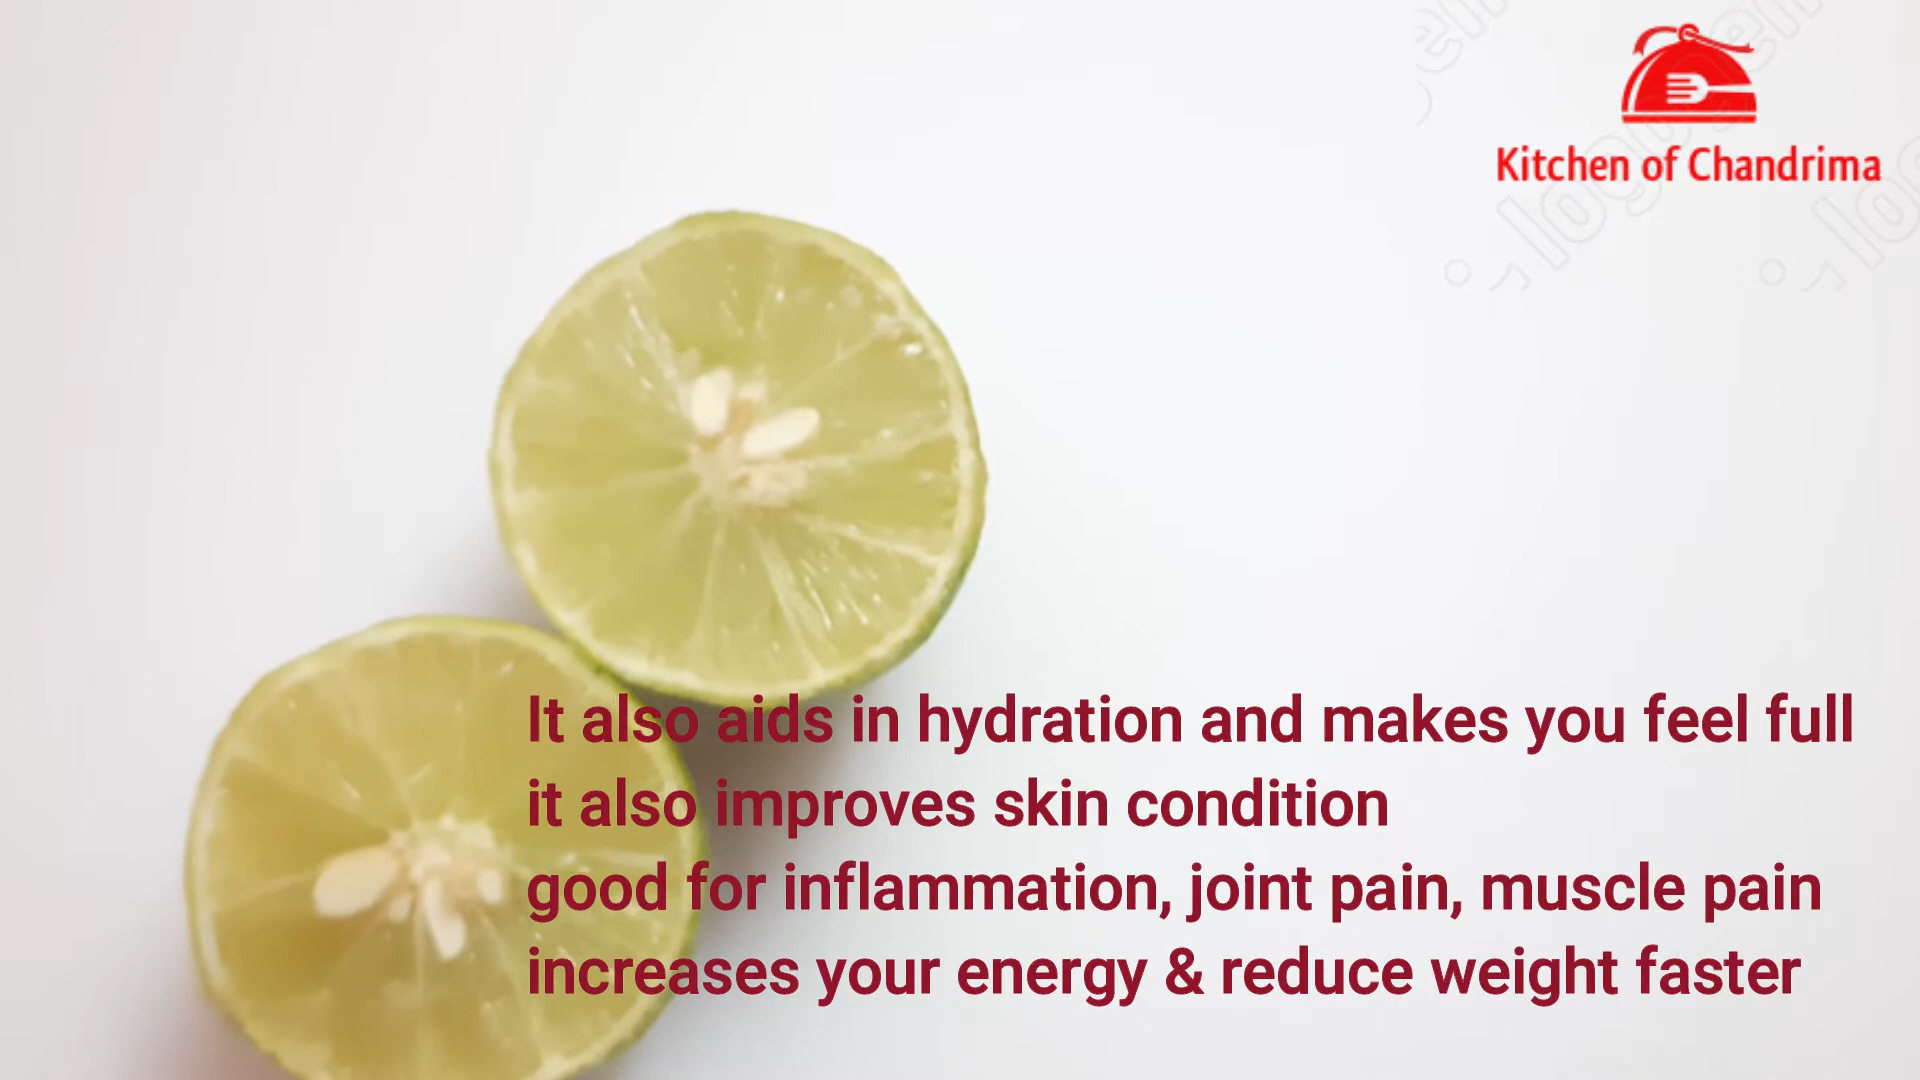 Kitchen of Chandrima
It also aids in hydration and makes you feel full
it also improves skin condition
good for inflammation, joint pain, muscle pain
increases your energy & reduce weight faster